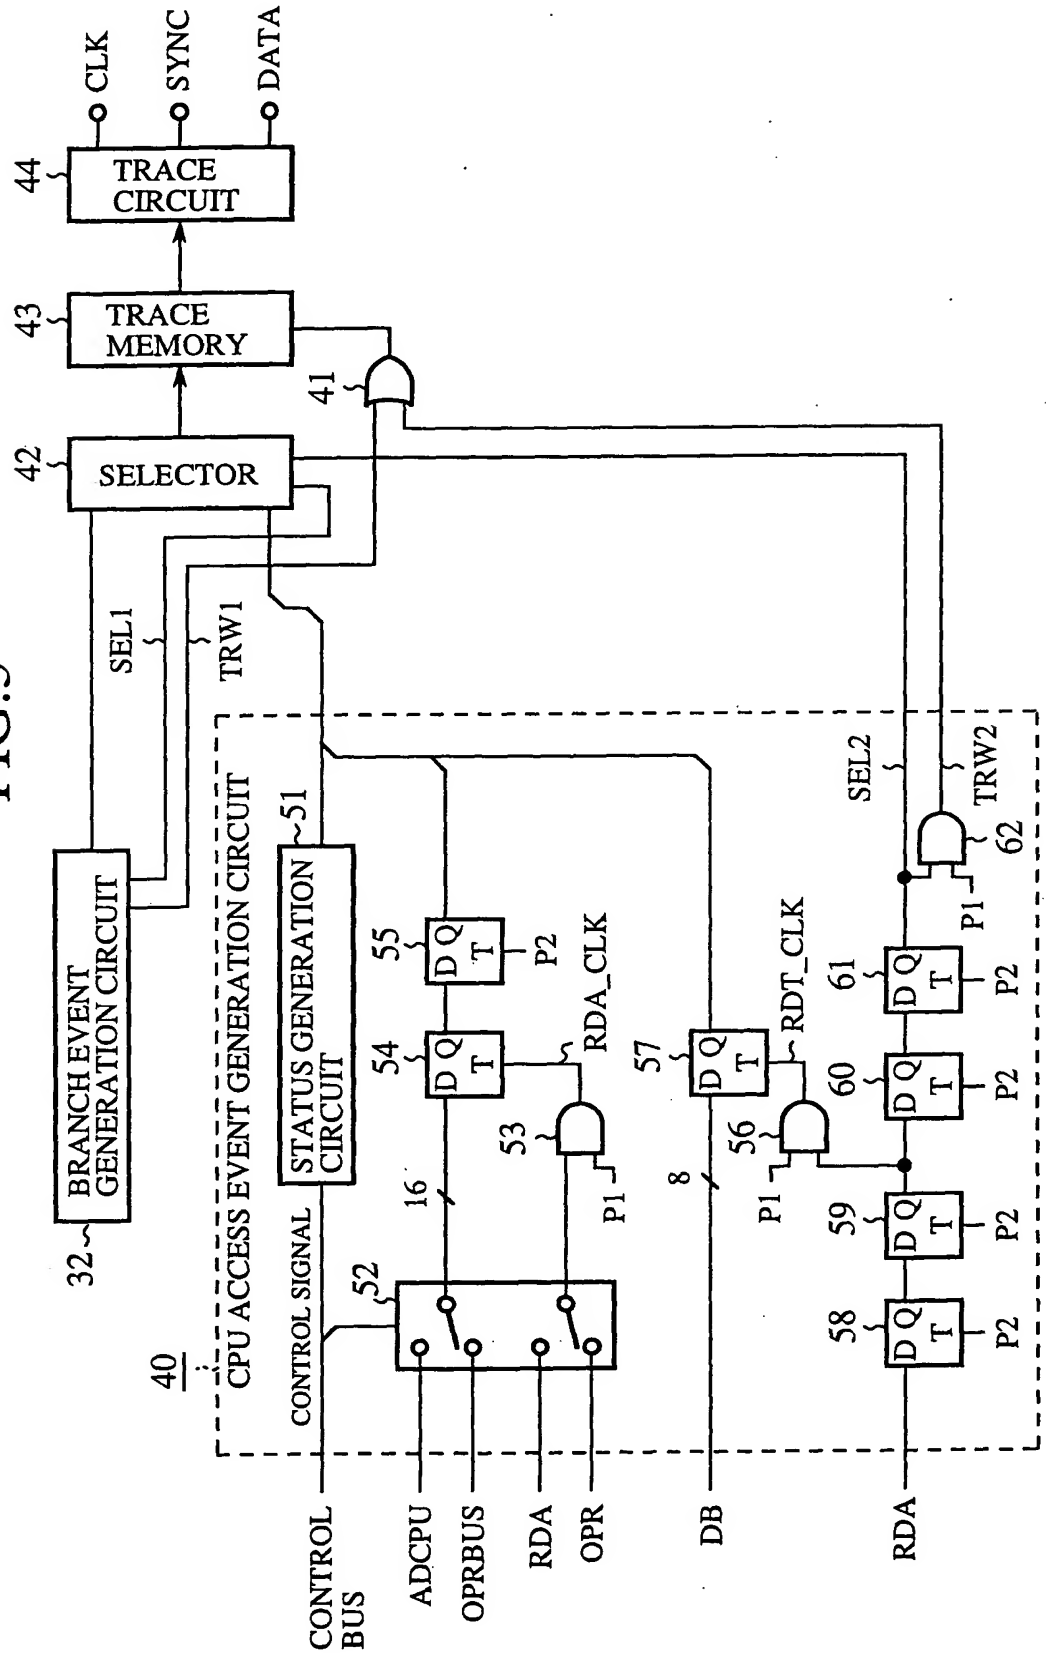 44
TRACE
CIRCUIT
CLK
SYNC
DATA
43
TRACE
MEMORY
41
42
SELECTOR
SEL1
TRW1
BRANCH EVENT
GENERATION CIRCUIT
32
40
CPU ACCESS EVENT GENERATION CIRCUIT
CONTROL
BUS
CONTROL SIGNAL
STATUS GENERATION
CIRCUIT
51
52
ADCPU
OPRBUS
RDA
OPR
16
54
D Q
T
55
D Q
T
P2
53
P1
RDA_CLK
DB
8
57
D Q
T
56
P1
RDT_CLK
RDA
58
D Q
T
P2
59
D Q
T
P2
60
D Q
T
P2
61
D Q
T
P2
P1
62
SEL2
TRW2